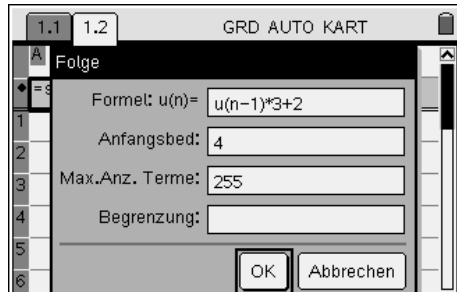 1.1 1.2 GRD AUTO KART
A
Folge
◆ =s
Formel: u(n)= u(n-1)*3+2
1
Anfangsbed: 4
2
Max.Anz. Terme: 255
3
4 Begrenzung:
5
OK Abbrechen
6